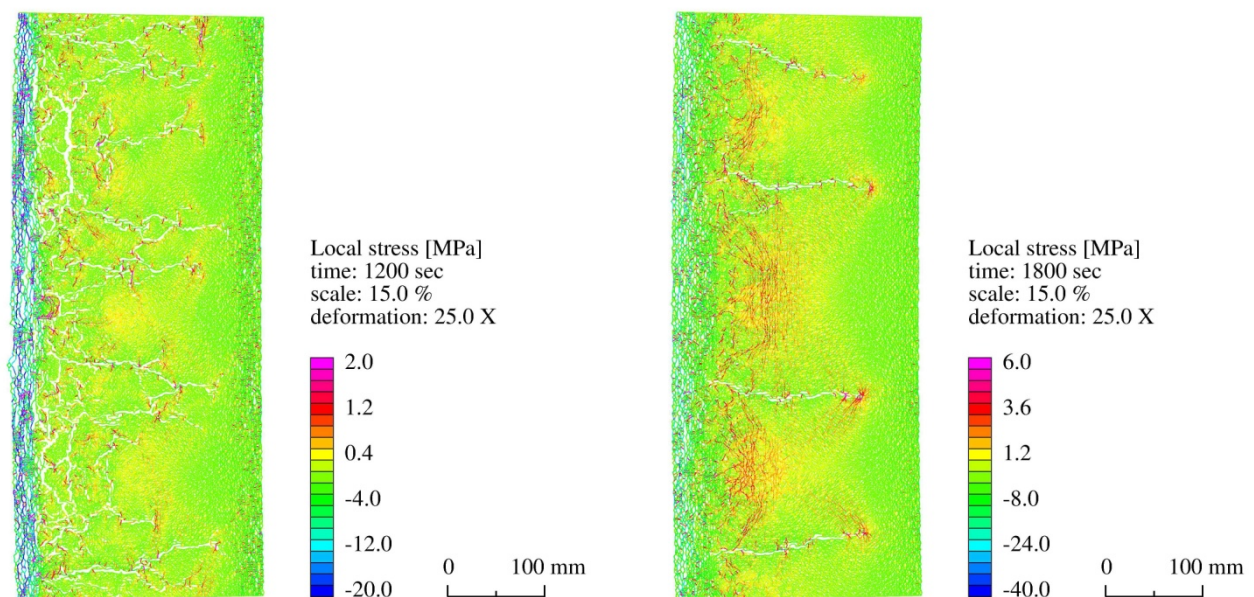 Local stress [MPa]
time: 1200 sec
scale: 15.0 %
deformation: 25.0 X
2.0
1.2
0.4
-4.0
-12.0
-20.0
0 100 mm
Local stress [MPa]
time: 1800 sec
scale: 15.0 %
deformation: 25.0 X
6.0
3.6
1.2
-8.0
-24.0
-40.0
0 100 mm